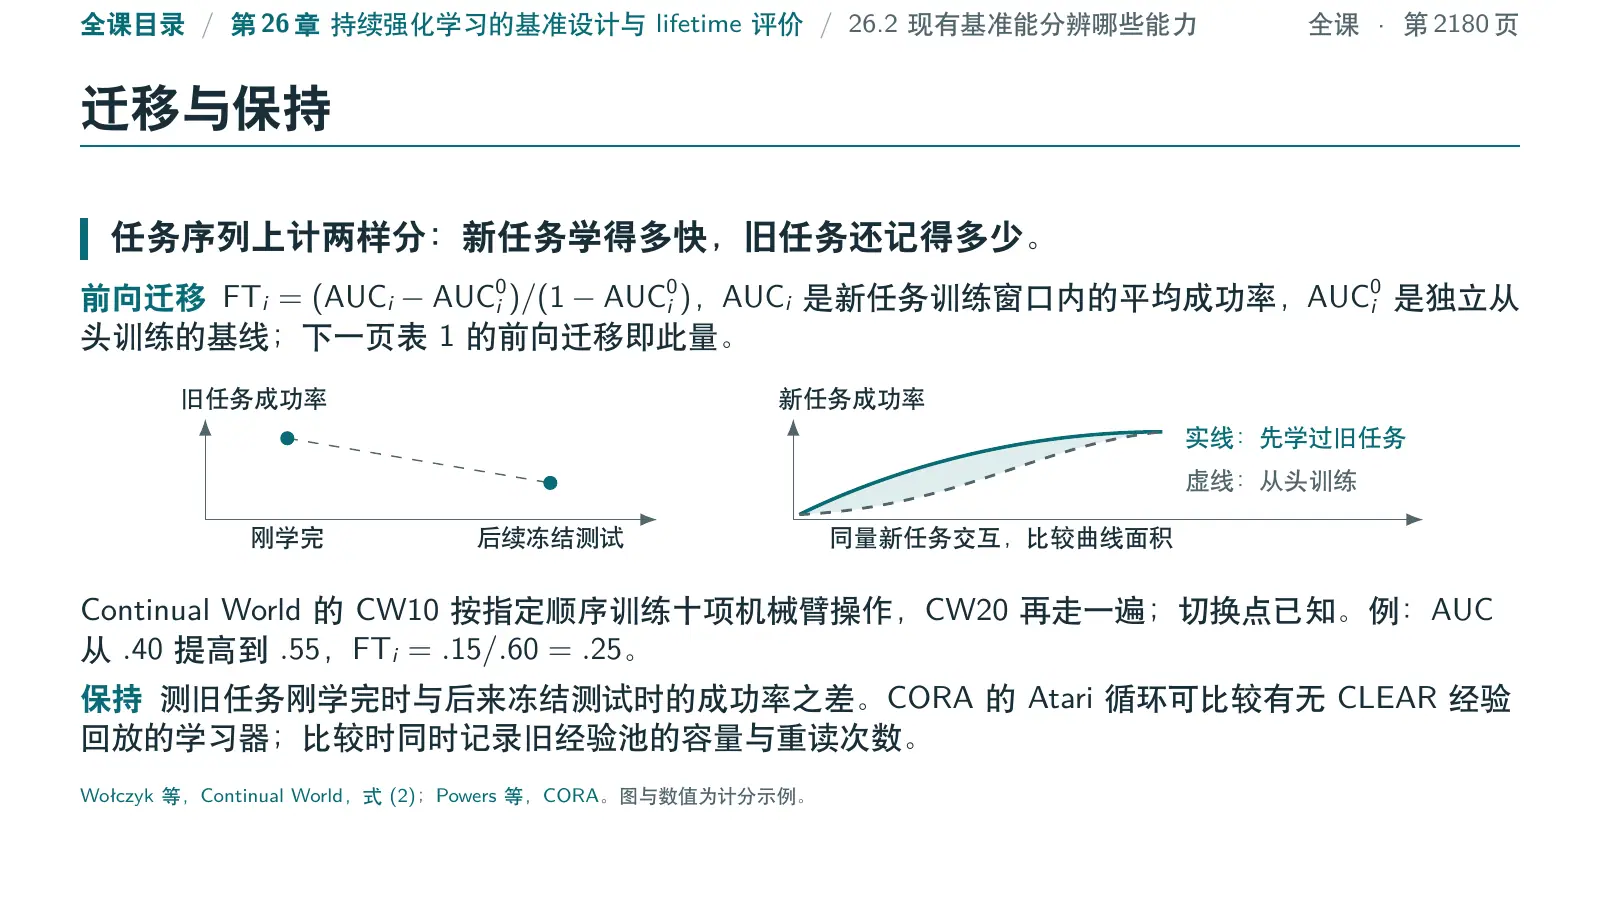 全课目录 / 第 26 章 持续强化学习的基准设计与 lifetime 评价 / 26.2 现有基准能分辨哪些能力 全课 · 第 2180 页
迁移与保持
任务序列上计两样分：新任务学得多快，旧任务还记得多少。
前向迁移 FT_i = (AUC_i − AUC_i^0)/(1 − AUC_i^0)，AUC_i 是新任务训练窗口内的平均成功率，AUC_i^0 是独立从
头训练的基线；下一页表 1 的前向迁移即此量。
旧任务成功率
刚学完 后续冻结测试
新任务成功率
实线：先学过旧任务
虚线：从头训练
同量新任务交互，比较曲线面积
Continual World 的 CW10 按指定顺序训练十项机械臂操作，CW20 再走一遍；切换点已知。例：AUC
从 .40 提高到 .55，FT_i = .15/.60 = .25。
保持 测旧任务刚学完时与后来冻结测试时的成功率之差。CORA 的 Atari 循环可比较有无 CLEAR 经验
回放的学习器；比较时同时记录旧经验池的容量与重读次数。
Wołczyk 等，Continual World，式 (2)；Powers 等，CORA。图与数值为计分示例。